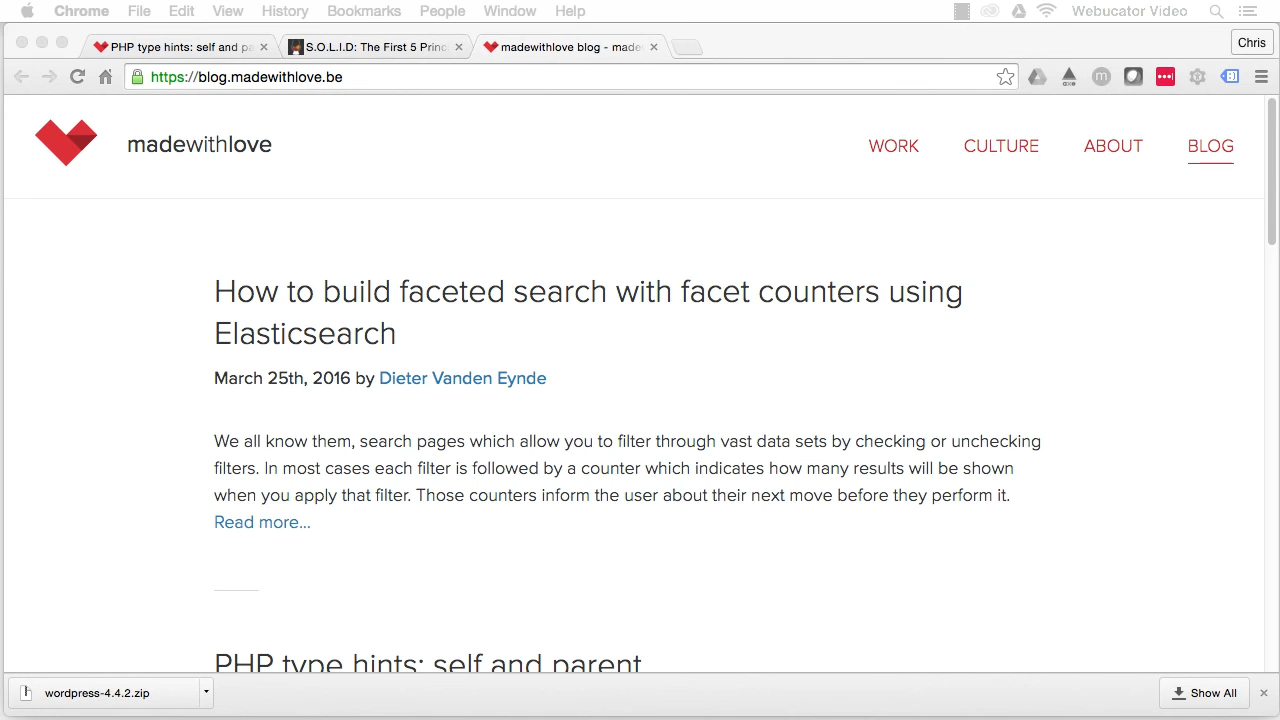 Chrome File Edit View History Bookmarks People Window Help Webucator Video
PHP type hints: self and pa
S.O.L.I.D: The First 5 Princ
madewithlove blog - made
Chris
https://blog.madewithlove.be
madewithlove
WORK CULTURE ABOUT BLOG
How to build faceted search with facet counters using
Elasticsearch
March 25th, 2016 by Dieter Vanden Eynde
We all know them, search pages which allow you to filter through vast data sets by checking or unchecking
filters. In most cases each filter is followed by a counter which indicates how many results will be shown
when you apply that filter. Those counters inform the user about their next move before they perform it.
Read more...
PHP type hints: self and parent
wordpress-4.4.2.zip
Show All